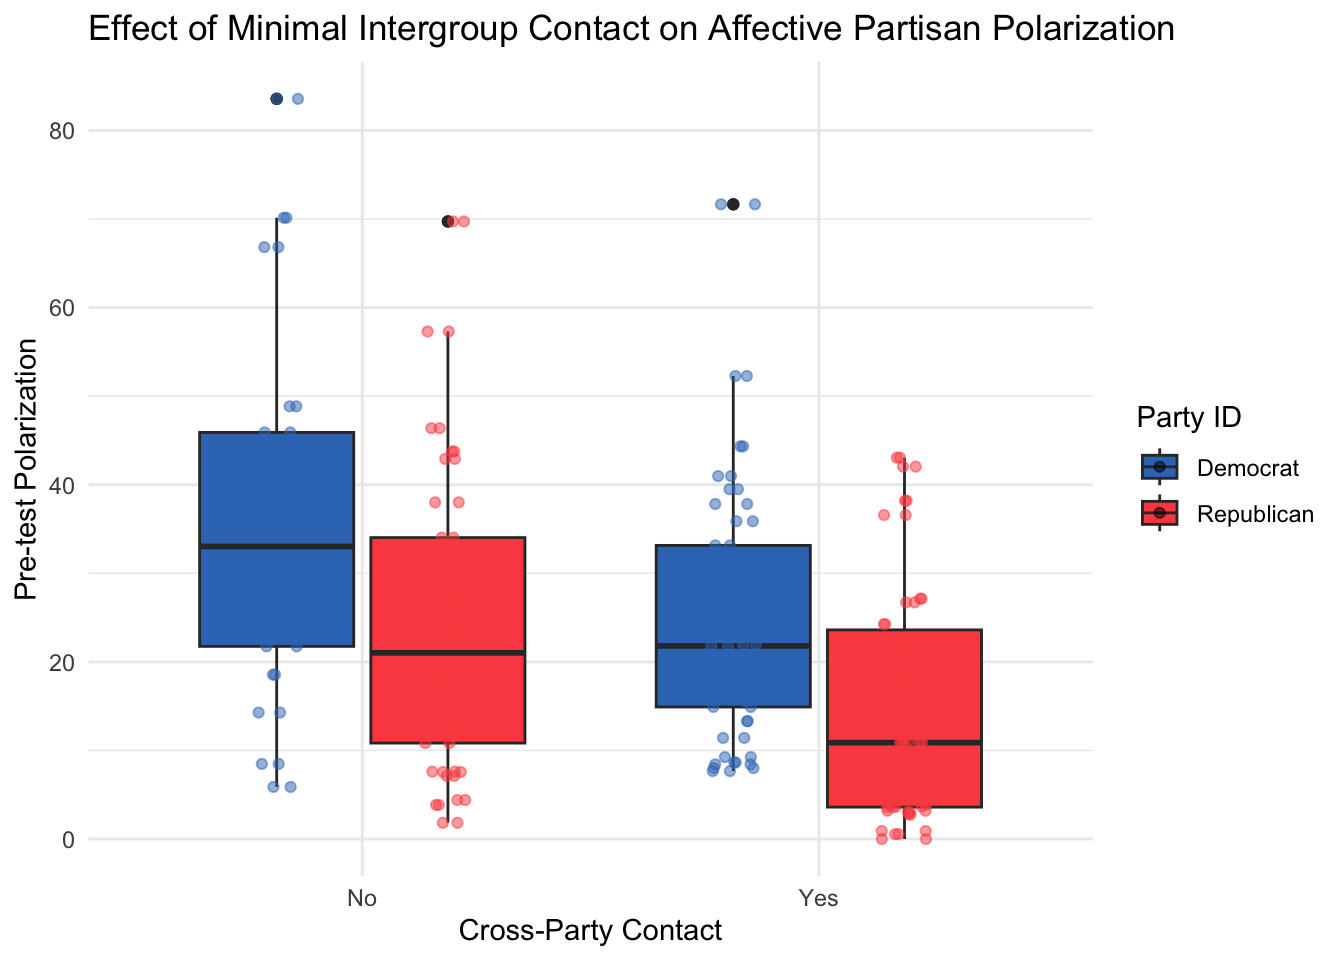 Effect of Minimal Intergroup Contact on Affective Partisan Polarization
80
60
40
20
0
Pre-test Polarization
No
Yes
Cross-Party Contact
Party ID
Democrat
Republican